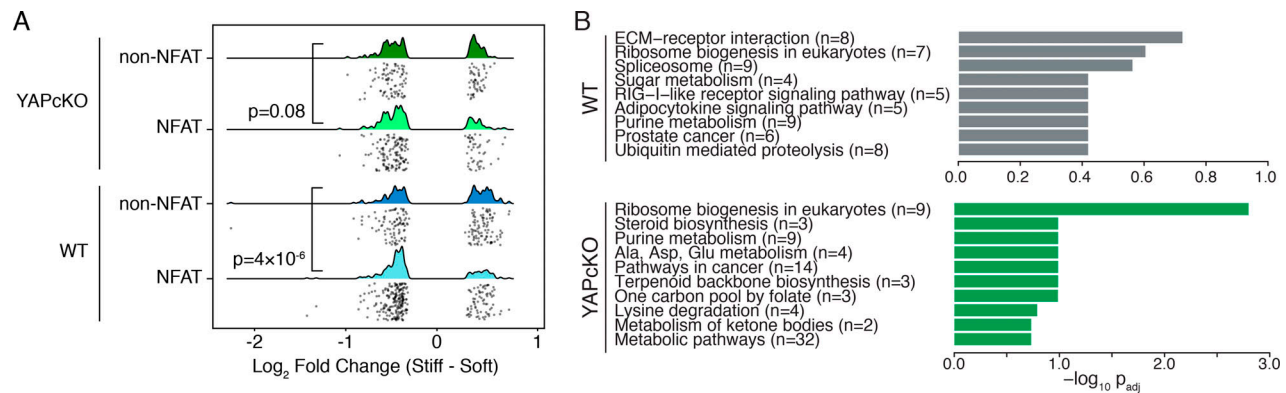 A
YAPcKO
non-NFAT
p=0.08
NFAT
WT
non-NFAT
p=4×10-6
NFAT
-2 -1 0 1
Log2 Fold Change (Stiff - Soft)
B
WT
ECM−receptor interaction (n=8)
Ribosome biogenesis in eukaryotes (n=7)
Spliceosome (n=9)
Sugar metabolism (n=4)
RIG−I−like receptor signaling pathway (n=5)
Adipocytokine signaling pathway (n=5)
Purine metabolism (n=9)
Prostate cancer (n=6)
Ubiquitin mediated proteolysis (n=8)
0.0 0.2 0.4 0.6 0.8 1.0
YAPcKO
Ribosome biogenesis in eukaryotes (n=9)
Steroid biosynthesis (n=3)
Purine metabolism (n=9)
Ala, Asp, Glu metabolism (n=4)
Pathways in cancer (n=14)
Terpenoid backbone biosynthesis (n=3)
One carbon pool by folate (n=3)
Lysine degradation (n=4)
Metabolism of ketone bodies (n=2)
Metabolic pathways (n=32)
0.0 1.0 2.0 3.0
−log10 padj